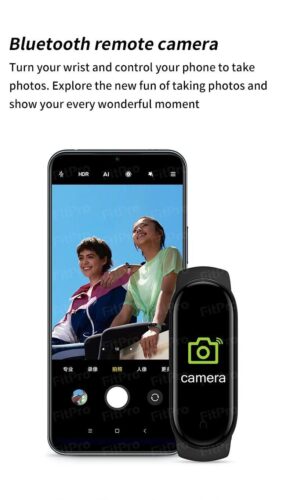 Bluetooth remote camera
Turn your wrist and control your phone to take
photos. Explore the new fun of taking photos and
show your every wonderful moment
HDR AI
专业 录像 拍照 人像 更多
camera
FitPro